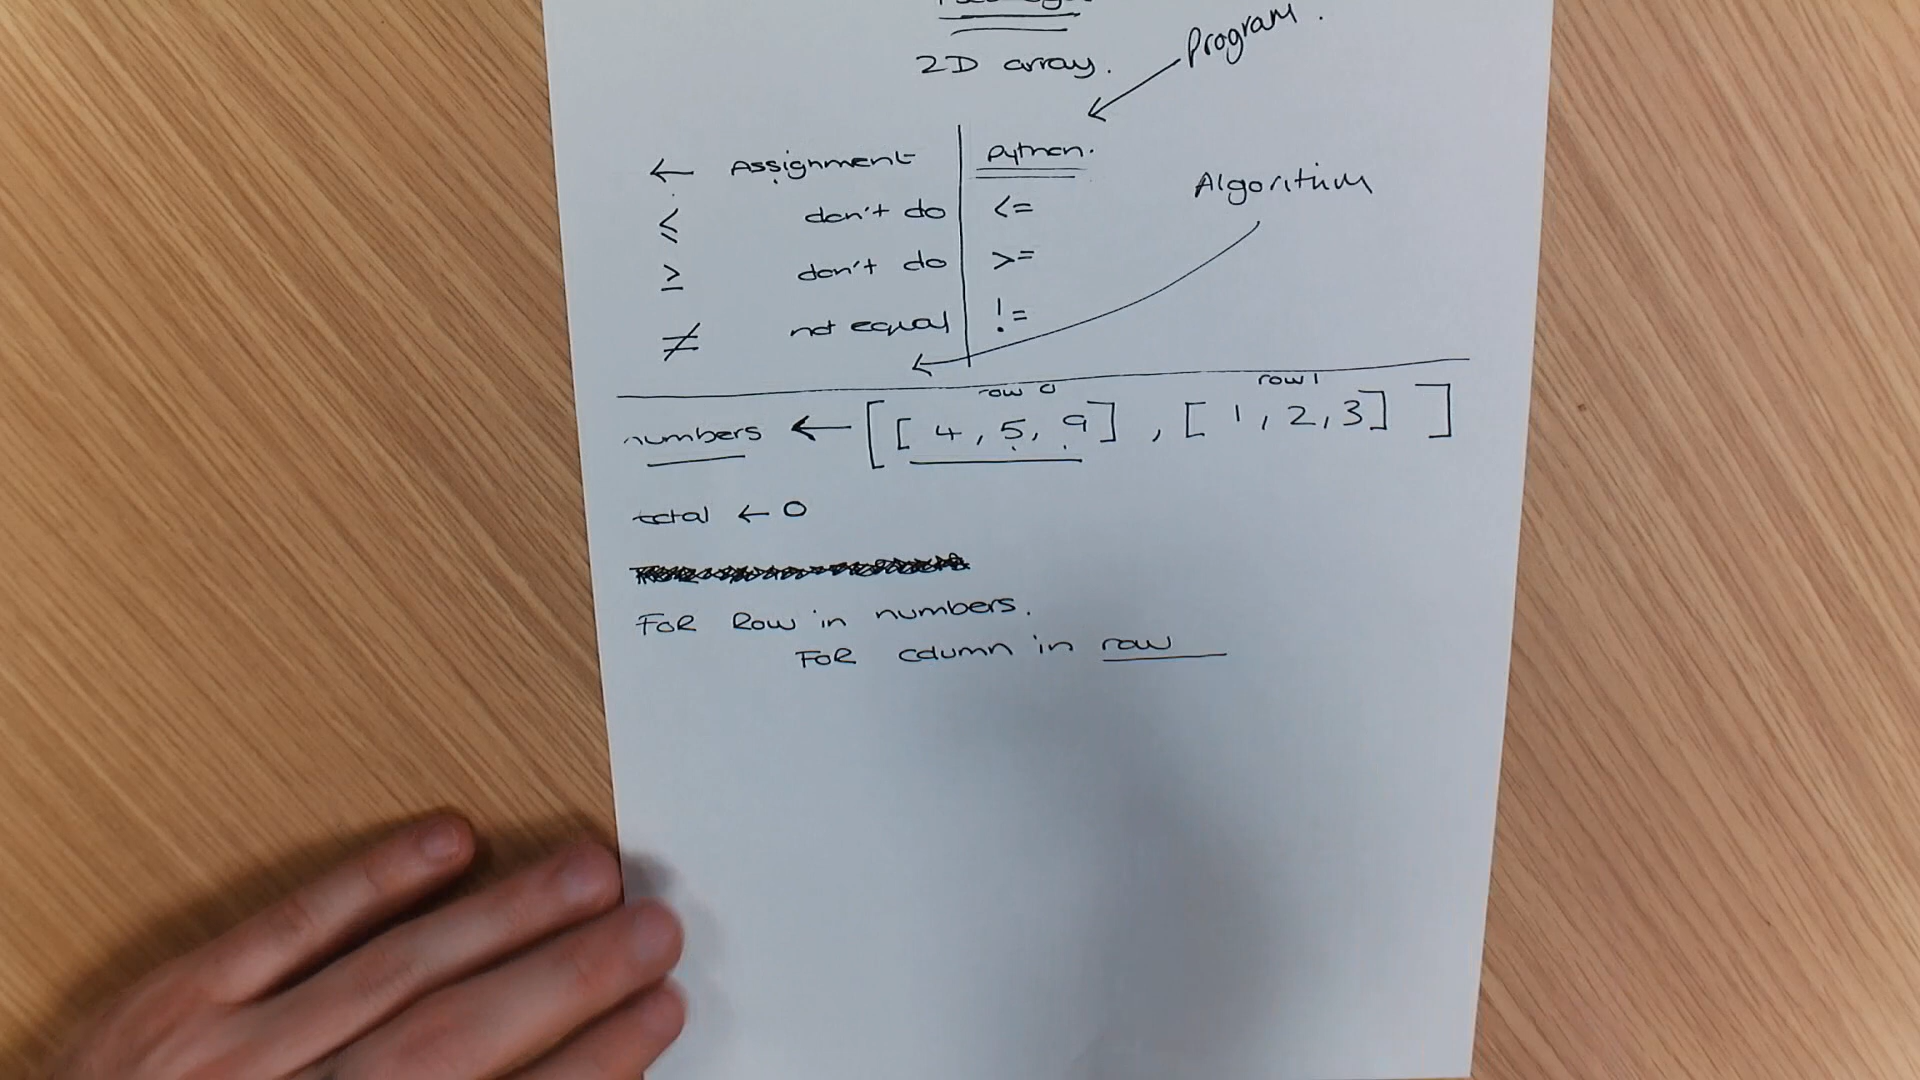 2D array.
Program.
← Assignment Python.
≤ don't do <=
Algorithm
≥ don't do >=
≠ not equal !=
row 0 row 1
numbers ← [[ 4, 5, 9] , [ 1, 2, 3] ]
total ← 0
FOR Row in numbers.
FOR column in row